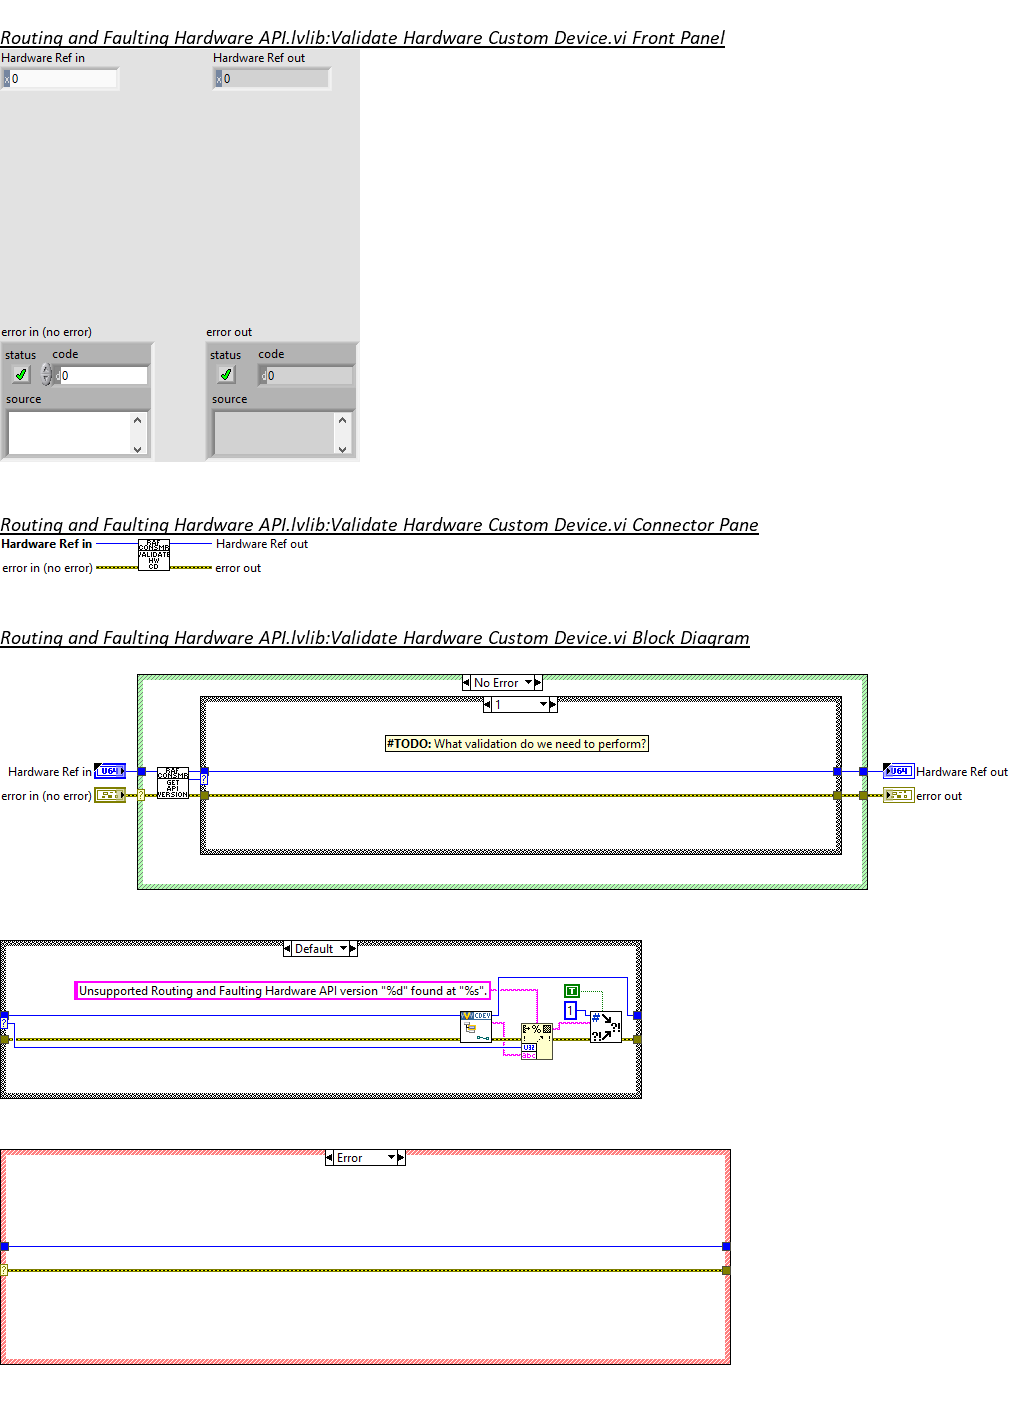 Routing and Faulting Hardware API.lvlib:Validate Hardware Custom Device.vi Front Panel
Hardware Ref in Hardware Ref out
x 0 x 0
error in (no error) error out
status code status code
d 0 d 0
source source
Routing and Faulting Hardware API.lvlib:Validate Hardware Custom Device.vi Connector Pane
Hardware Ref in RAF CONSMR VALIDATE HW CD Hardware Ref out
error in (no error) error out
Routing and Faulting Hardware API.lvlib:Validate Hardware Custom Device.vi Block Diagram
No Error
1
#TODO: What validation do we need to perform?
Hardware Ref in U64 RAF CONSMR GET API VERSION ? U64 Hardware Ref out
error in (no error) ? error out
Default
Unsupported Routing and Faulting Hardware API version "%d" found at "%s". T
1
? CDEV % # ?!
! ! ?!
U32
abc
Error
?